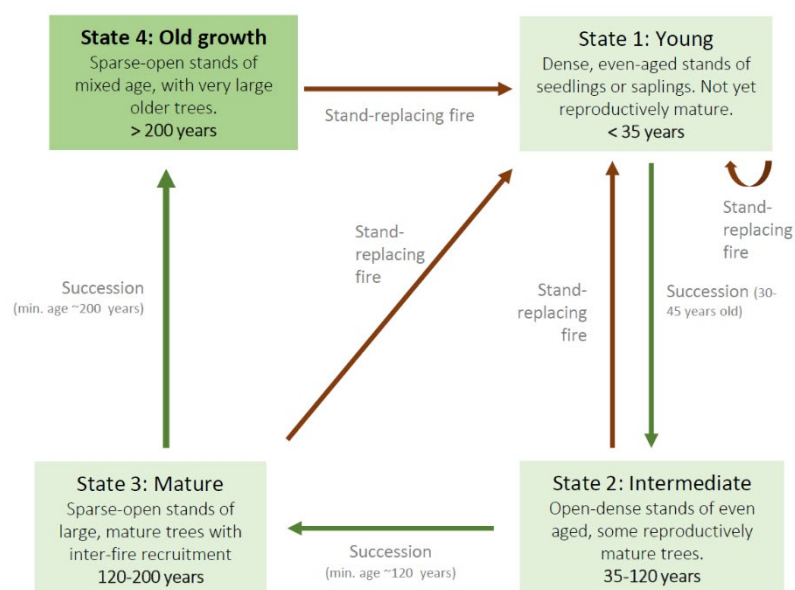 State 4: Old growth
Sparse-open stands of
mixed age, with very large
older trees.
> 200 years
Stand-replacing fire
State 1: Young
Dense, even-aged stands of
seedlings or saplings. Not yet
reproductively mature.
< 35 years
Stand-
replacing
fire
Stand-
replacing
fire
Succession
(min. age ~200 years)
Stand-
replacing
fire
Succession (30-
45 years old)
State 3: Mature
Sparse-open stands of
large, mature trees with
inter-fire recruitment
120-200 years
Succession
(min. age ~120 years)
State 2: Intermediate
Open-dense stands of even
aged, some reproductively
mature trees.
35-120 years